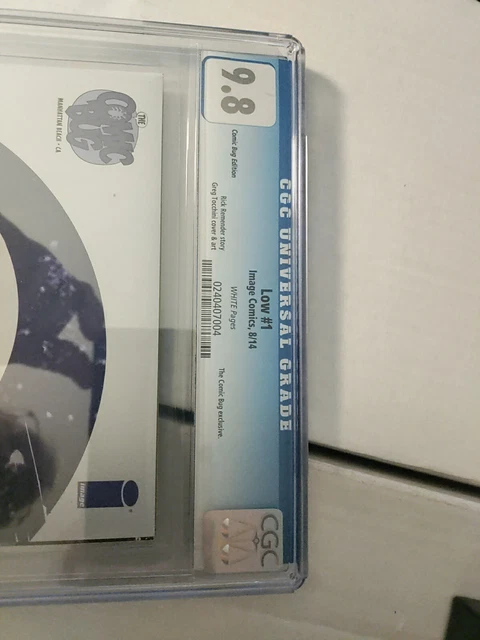 CGC UNIVERSAL GRADE
9.8
Low #1
Image Comics, 8/14
Comic Bug Edition
WHITE Pages
Rick Remender story
Greg Tocchini cover & art
The Comic Bug exclusive.
0240407004
CGC
THE
COMIC
BUG
MANHATTAN BEACH • CA
image